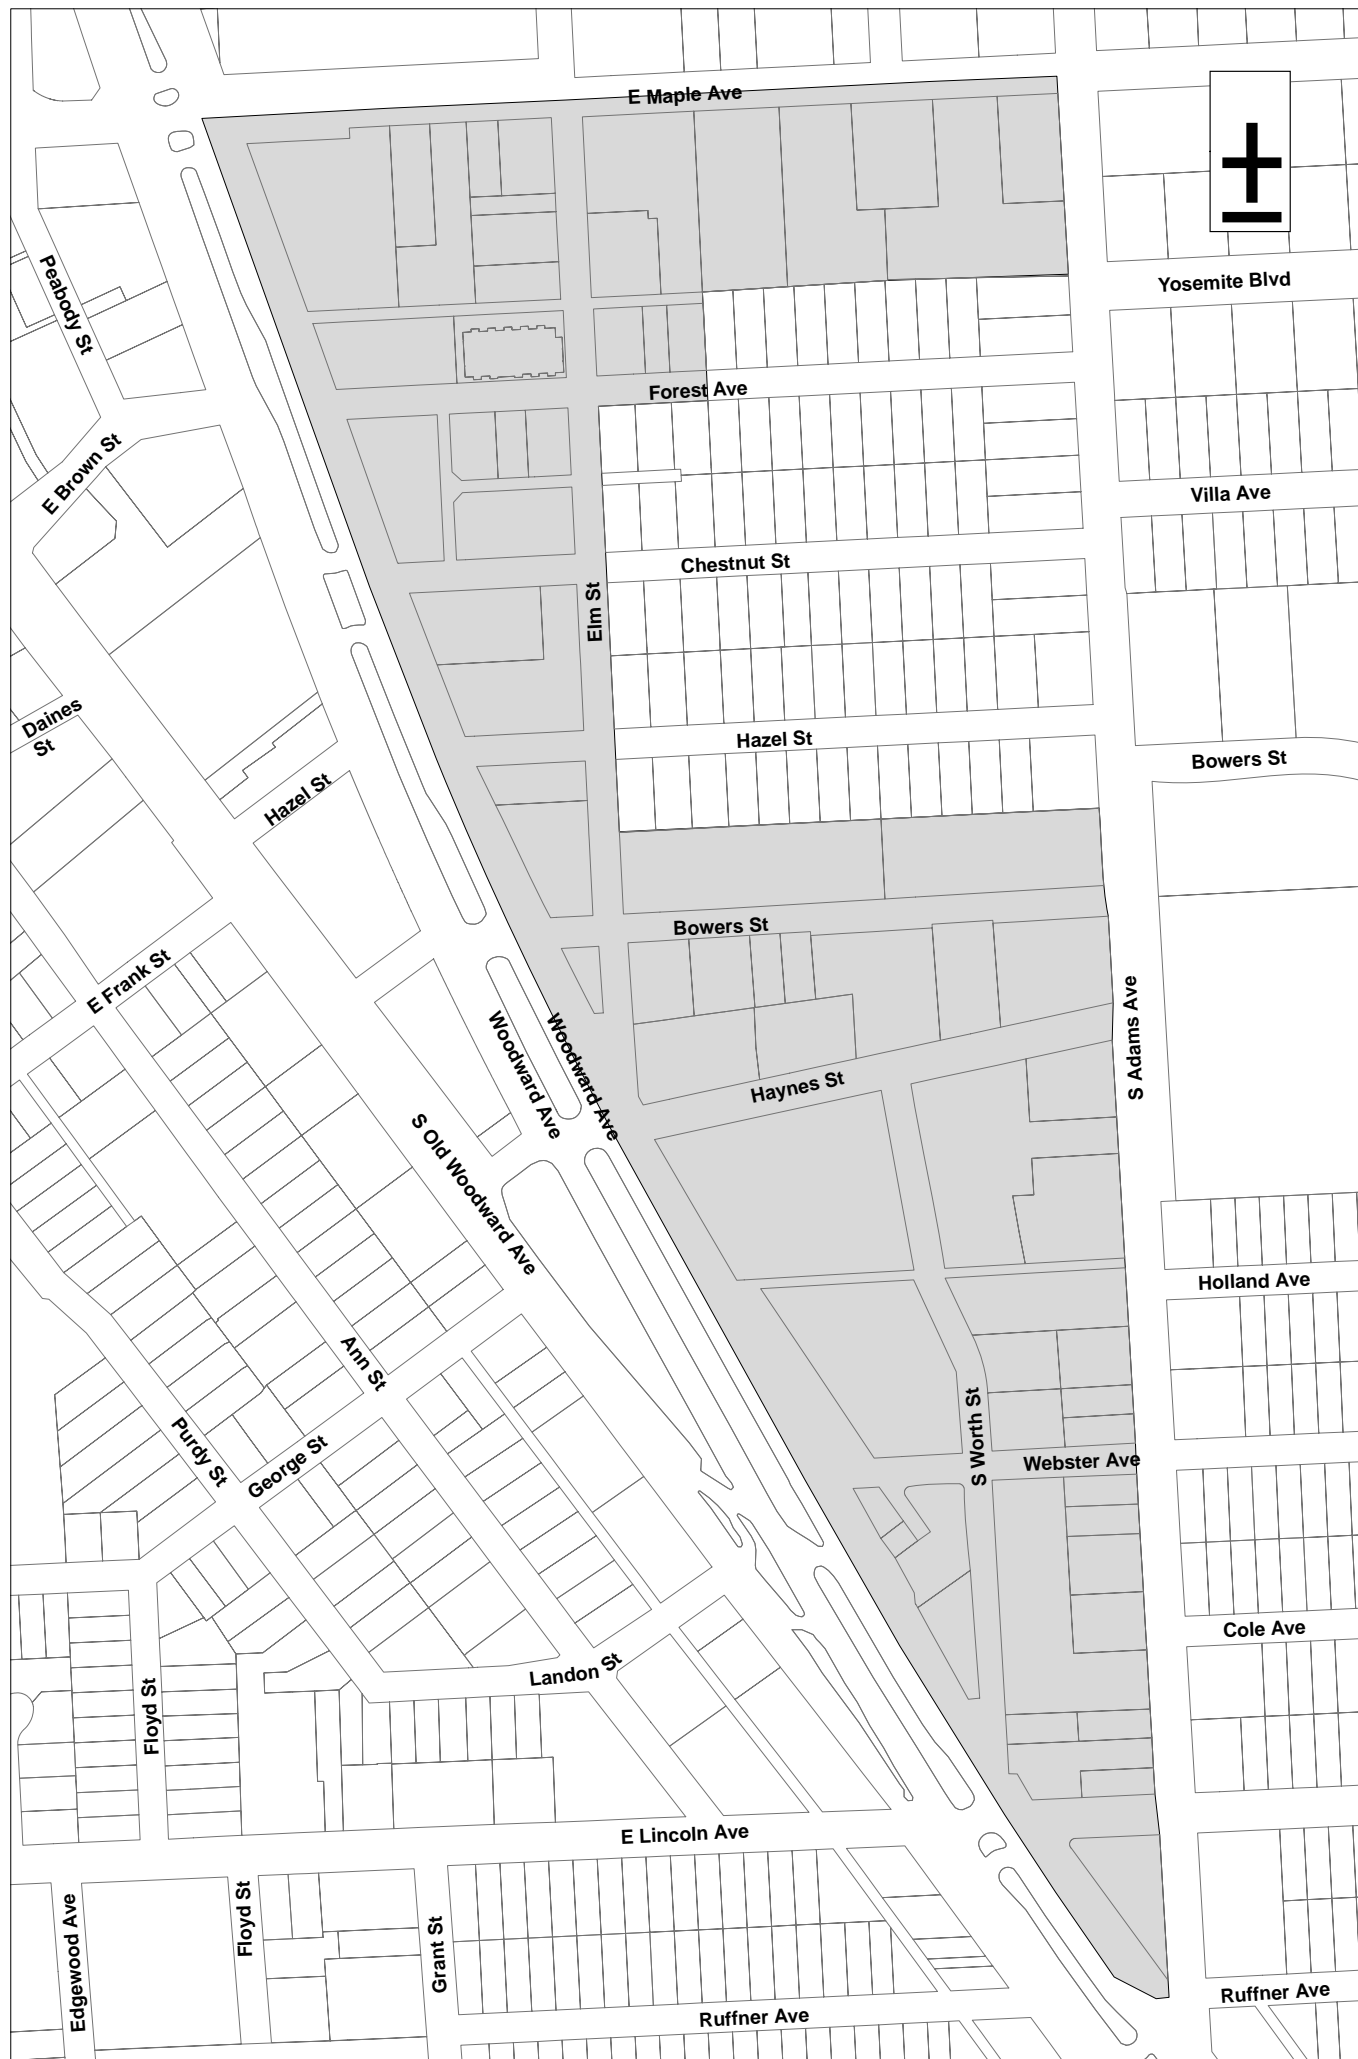 E Maple Ave
Peabody St
Yosemite Blvd
Forest Ave
E Brown St
Villa Ave
Chestnut St
Elm St
Daines
St
Hazel St
Bowers St
Hazel St
Bowers St
E Frank St
Woodward Ave
Woodward Ave
S Adams Ave
Haynes St
S Old Woodward Ave
Holland Ave
Ann St
S Worth St
Purdy St
George St
Webster Ave
Cole Ave
Landon St
Floyd St
E Lincoln Ave
Edgewood Ave
Floyd St
Grant St
Ruffner Ave
Ruffner Ave